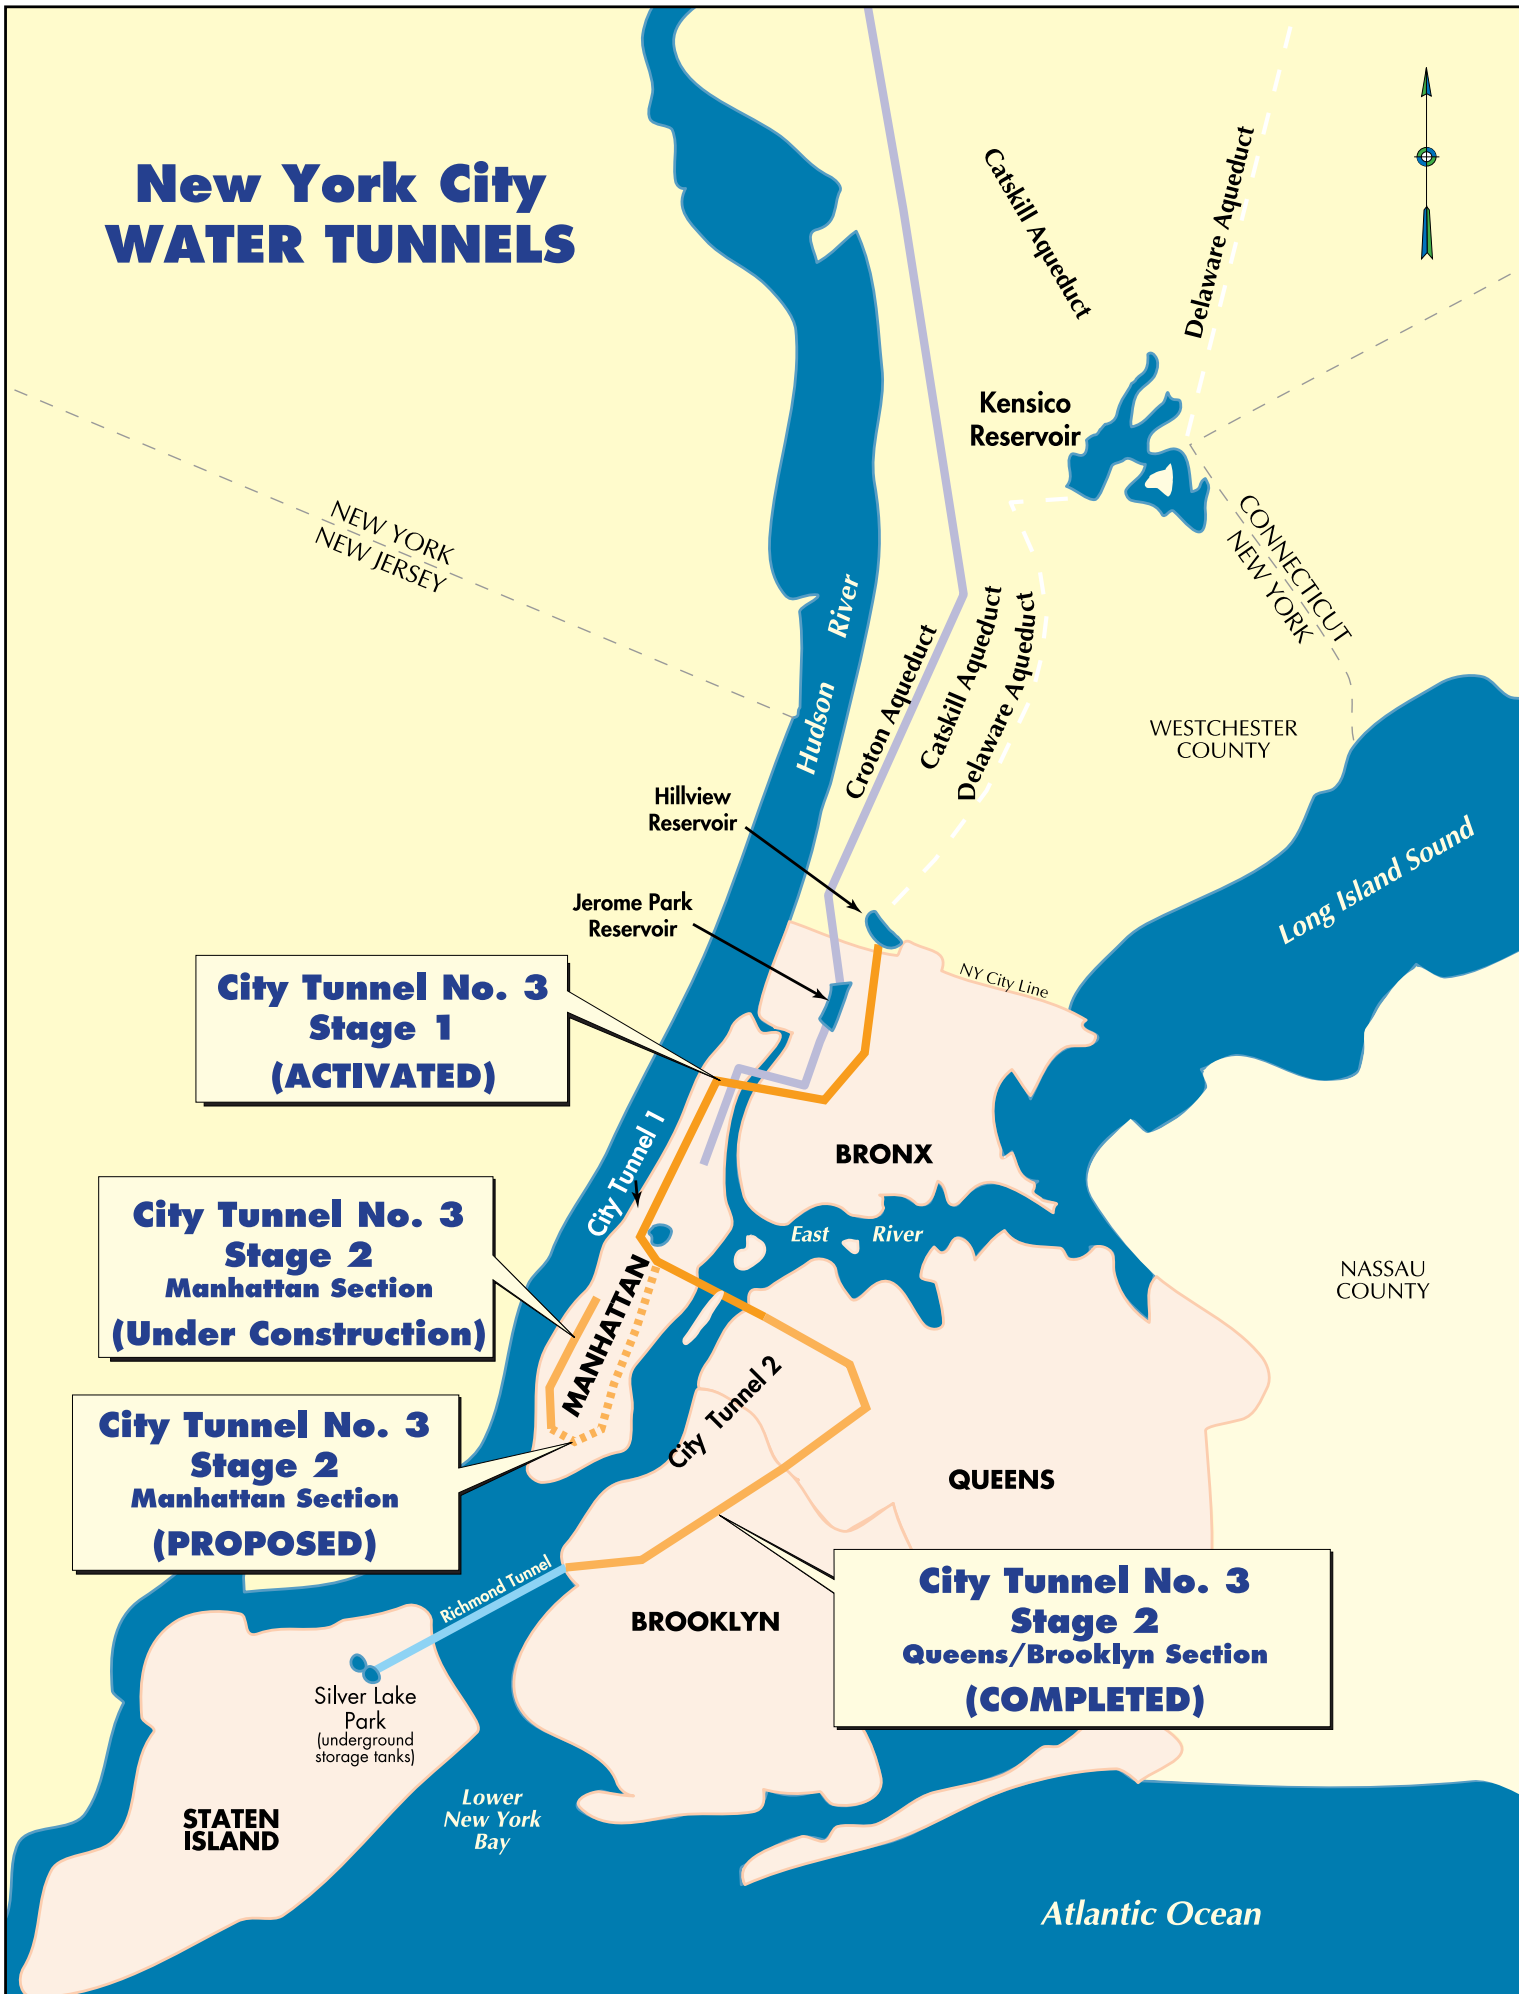 New York City
WATER TUNNELS
Catskill Aqueduct
Delaware Aqueduct
Kensico
Reservoir
NEW YORK
NEW JERSEY
CONNECTICUT
NEW YORK
Hudson River
Croton Aqueduct
Catskill Aqueduct
Delaware Aqueduct
WESTCHESTER
COUNTY
Hillview
Reservoir
Long Island Sound
Jerome Park
Reservoir
NY City Line
City Tunnel No. 3
Stage 1
(ACTIVATED)
City Tunnel 1
BRONX
City Tunnel No. 3
Stage 2
Manhattan Section
(Under Construction)
East River
NASSAU
COUNTY
MANHATTAN
City Tunnel 2
City Tunnel No. 3
Stage 2
Manhattan Section
(PROPOSED)
QUEENS
Richmond Tunnel
City Tunnel No. 3
Stage 2
Queens/Brooklyn Section
(COMPLETED)
BROOKLYN
Silver Lake
Park
(underground
storage tanks)
STATEN
ISLAND
Lower
New York
Bay
Atlantic Ocean